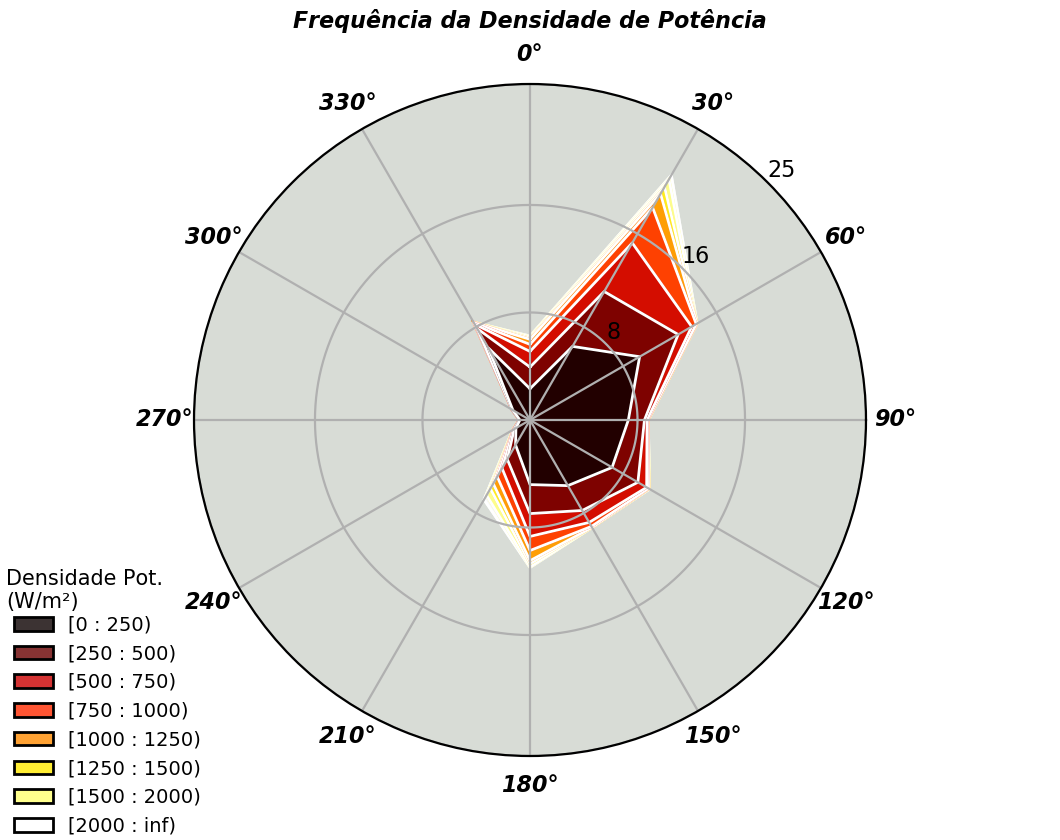 Frequência da Densidade de Potência
0°
330°
30°
25
300°
60°
16
8
270°
90°
240°
120°
210°
150°
180°
Densidade Pot.
(W/m²)
[0 : 250)
[250 : 500)
[500 : 750)
[750 : 1000)
[1000 : 1250)
[1250 : 1500)
[1500 : 2000)
[2000 : inf)